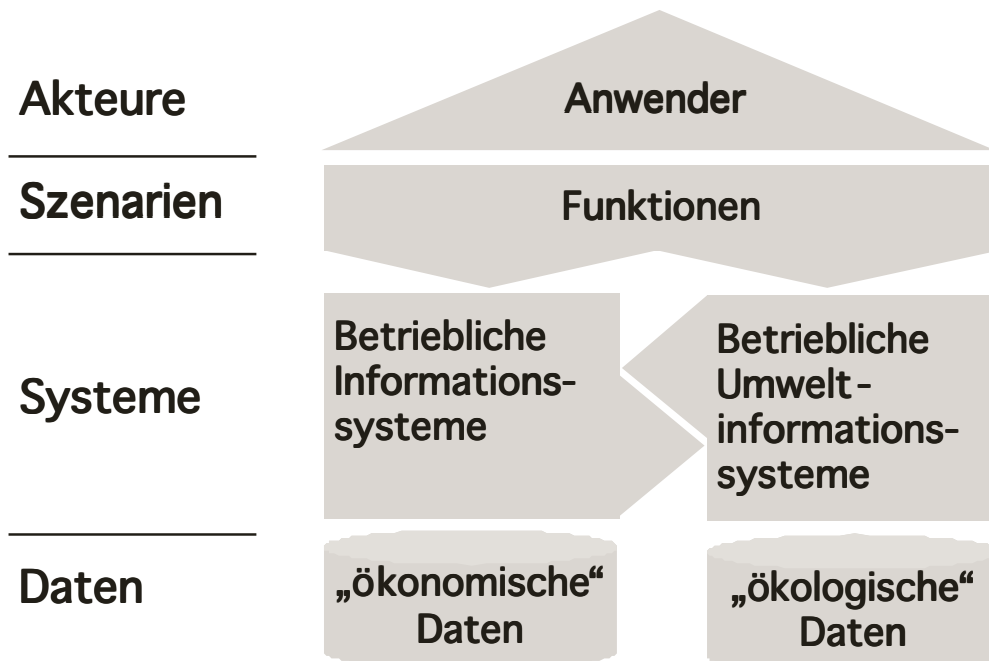 Akteure
Anwender
Szenarien
Funktionen
Systeme
Betriebliche
Informations-
systeme
Betriebliche
Umwelt-
informations-
systeme
Daten
„ökonomische“
Daten
„ökologische“
Daten